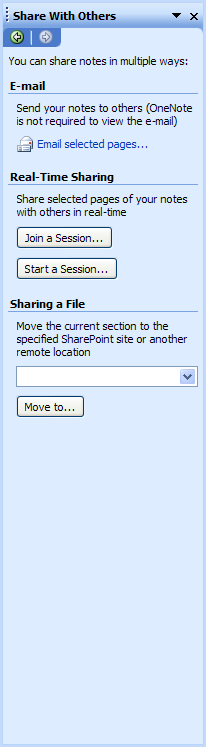 Share With Others
You can share notes in multiple ways:
E-mail
Send your notes to others (OneNote
is not required to view the e-mail)
Email selected pages...
Real-Time Sharing
Share selected pages of your notes
with others in real-time
Join a Session...
Start a Session...
Sharing a File
Move the current section to the
specified SharePoint site or another
remote location
Move to...